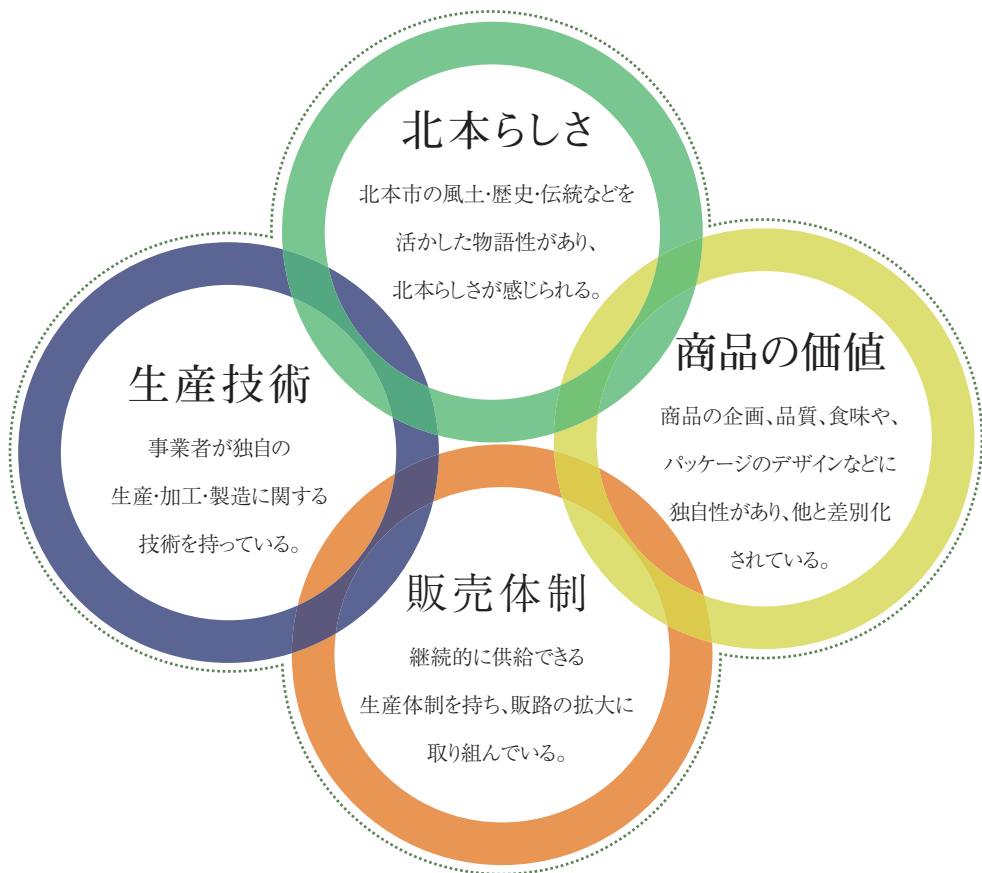 北本らしさ
北本市の風土・歴史・伝統などを
活かした物語性があり、
北本らしさが感じられる。
生産技術
事業者が独自の
生産・加工・製造に関する
技術を持っている。
商品の価値
商品の企画、品質、食味や、
パッケージのデザインなどに
独自性があり、他と差別化
されている。
販売体制
継続的に供給できる
生産体制を持ち、販路の拡大に
取り組んでいる。